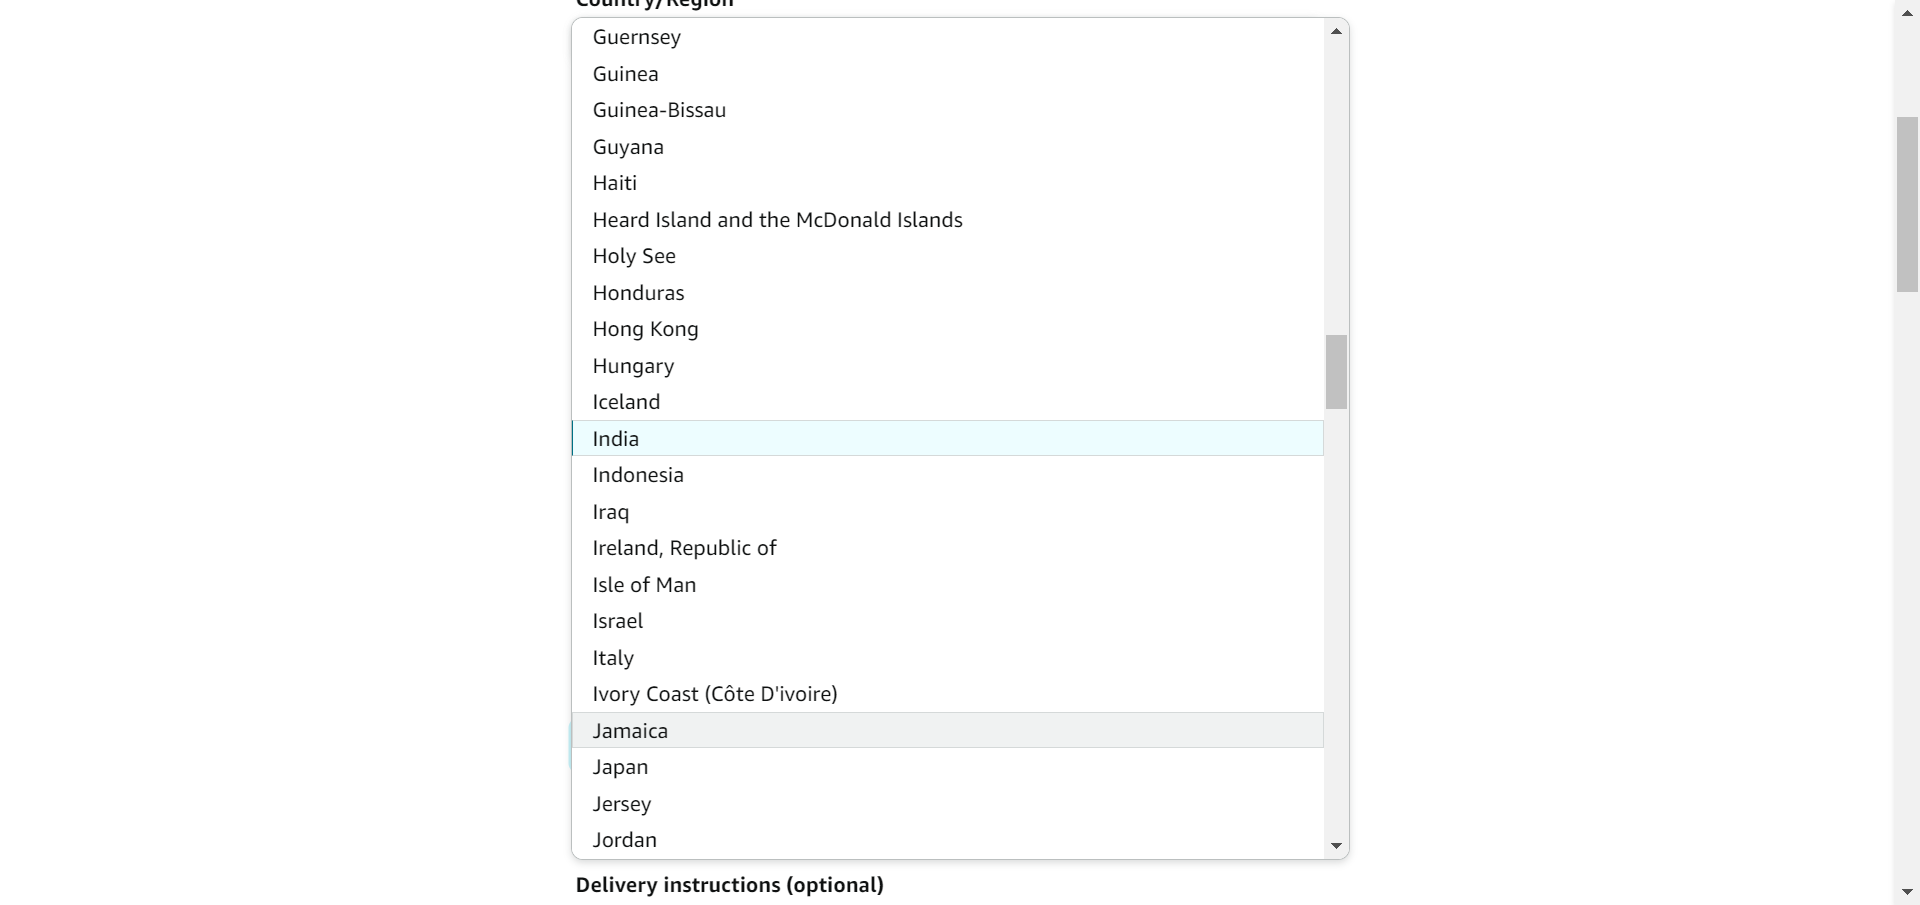 Country/Region
Guernsey
Guinea
Guinea-Bissau
Guyana
Haiti
Heard Island and the McDonald Islands
Holy See
Honduras
Hong Kong
Hungary
Iceland
India
Indonesia
Iraq
Ireland, Republic of
Isle of Man
Israel
Italy
Ivory Coast (Côte D'ivoire)
Jamaica
Japan
Jersey
Jordan
Delivery instructions (optional)